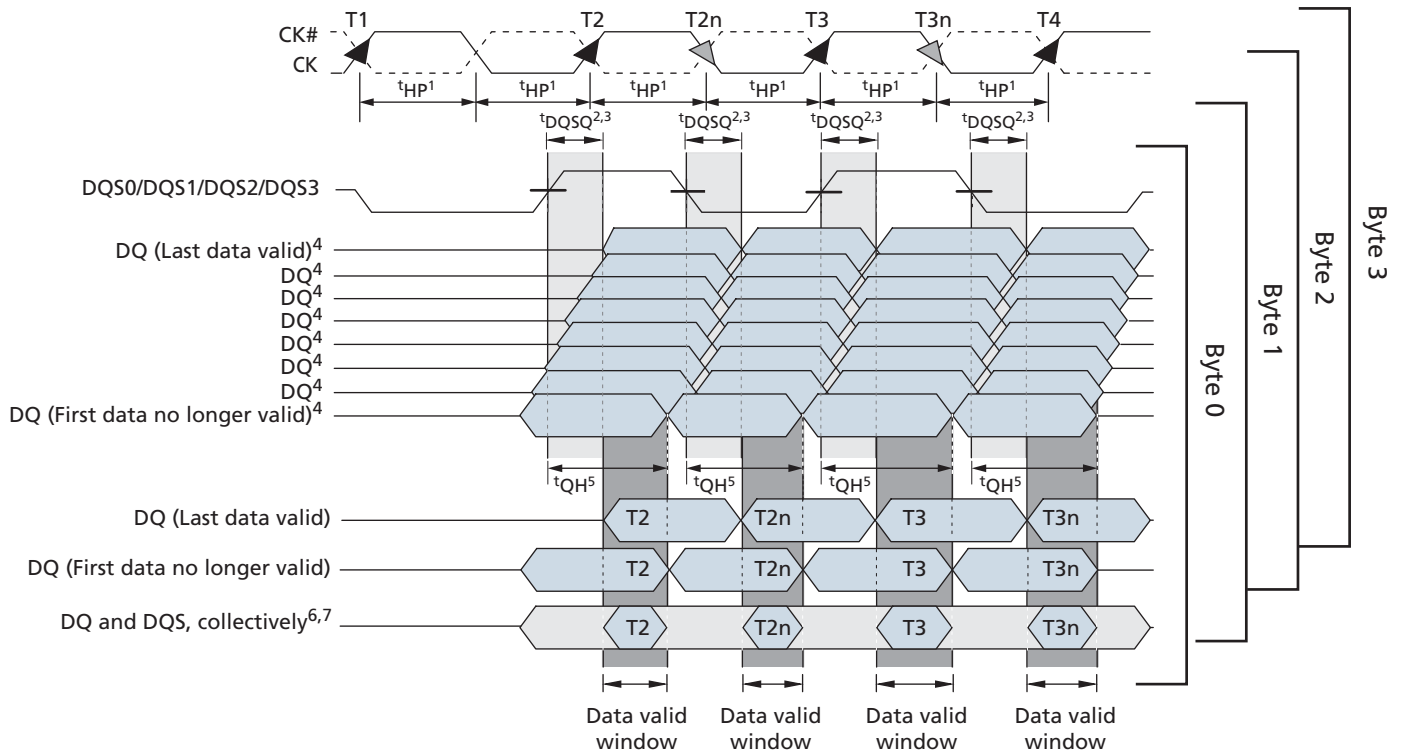 T1 T2 T2n T3 T3n T4
CK#
CK
tHP1 tHP1 tHP1 tHP1 tHP1 tHP1
tDQSQ2,3 tDQSQ2,3 tDQSQ2,3 tDQSQ2,3
DQS0/DQS1/DQS2/DQS3
DQ (Last data valid)4
DQ4
DQ4
DQ4
DQ4
DQ4
DQ4
DQ (First data no longer valid)4
tQH5 tQH5 tQH5 tQH5
DQ (Last data valid) T2 T2n T3 T3n
DQ (First data no longer valid) T2 T2n T3 T3n
DQ and DQS, collectively6,7 T2 T2n T3 T3n
Data valid window
Data valid window
Data valid window
Data valid window
Byte 0
Byte 1
Byte 2
Byte 3